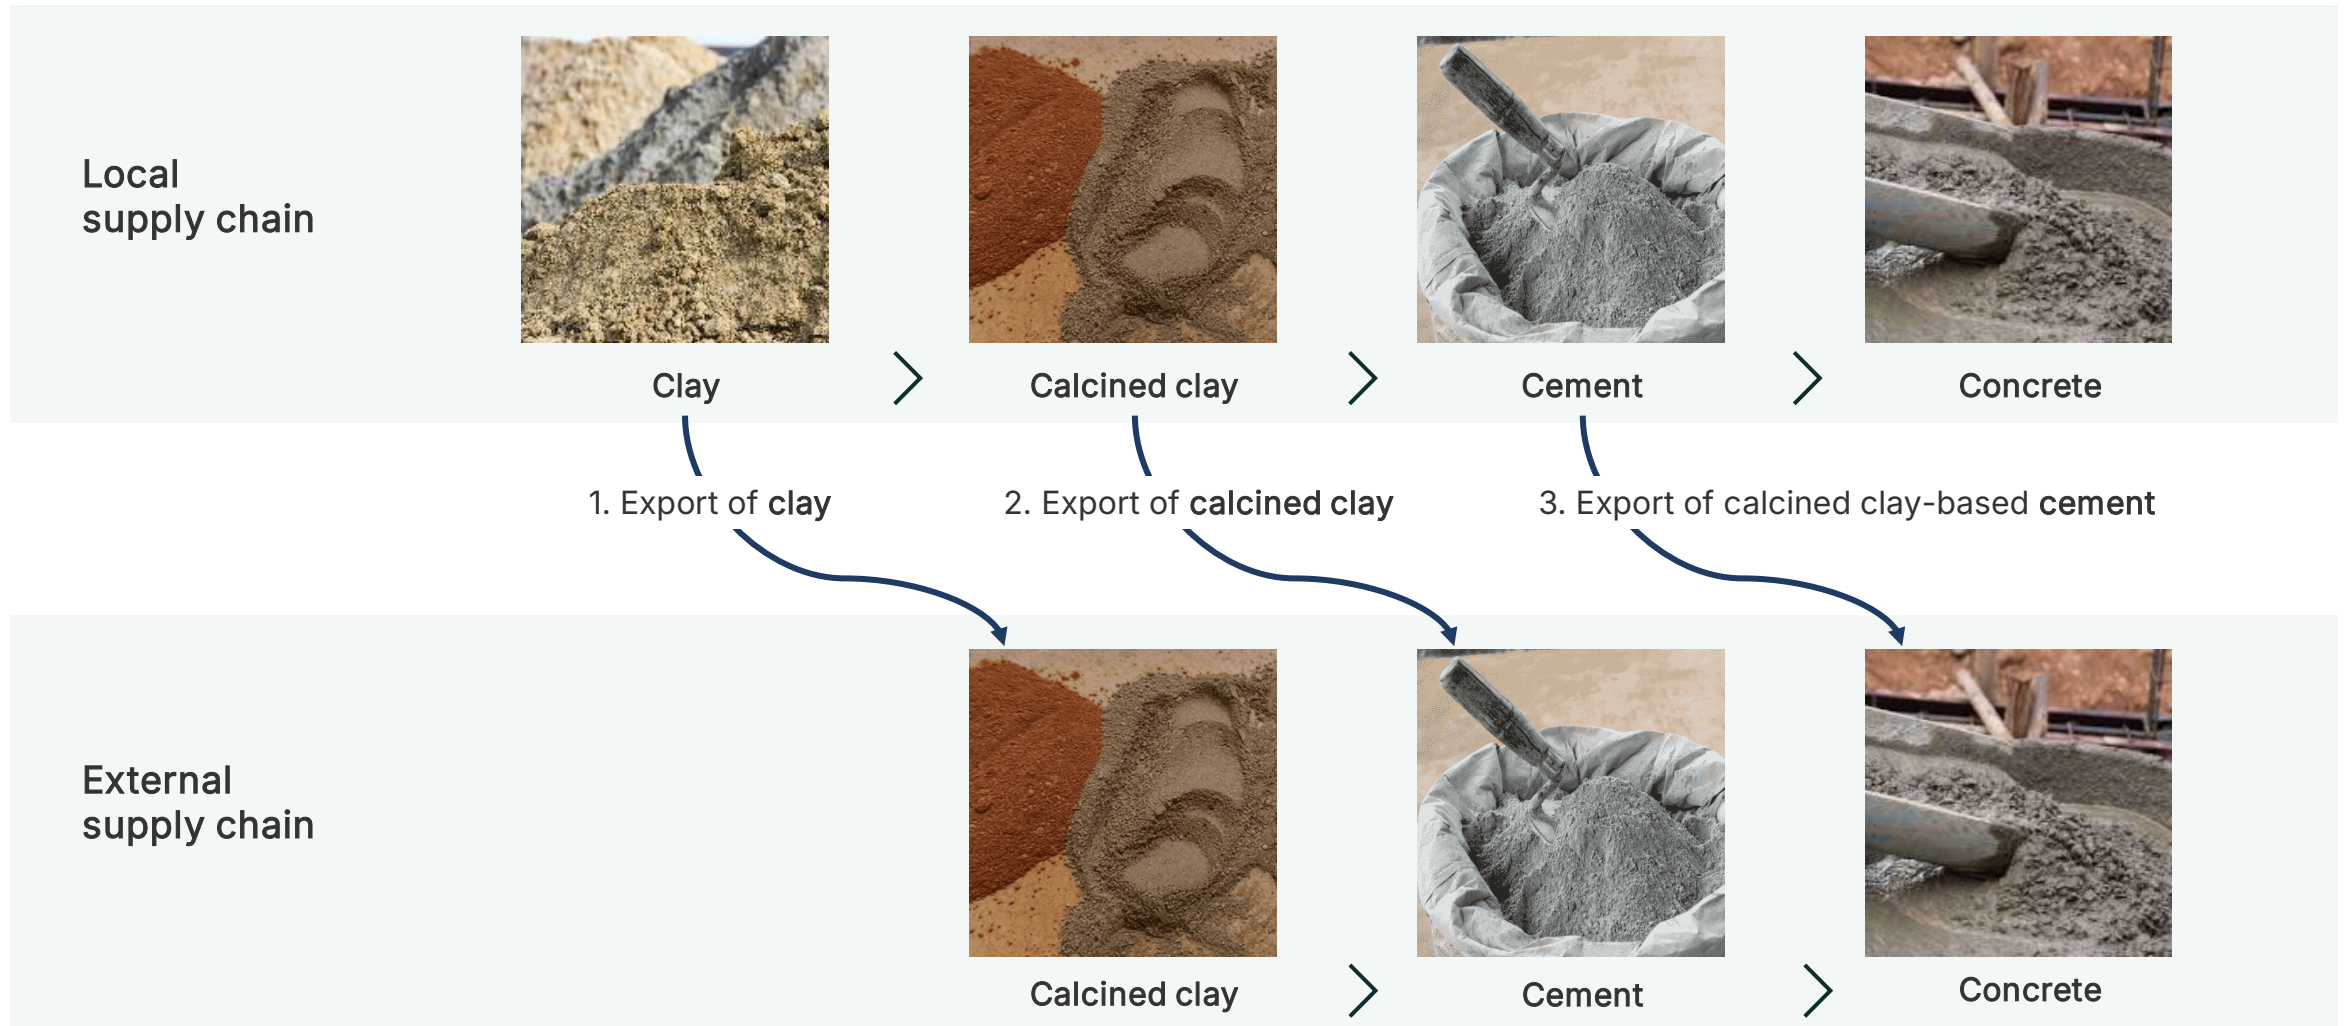 Local
supply chain
Clay
Calcined clay
Cement
Concrete
1. Export of clay
2. Export of calcined clay
3. Export of calcined clay-based cement
External
supply chain
Calcined clay
Cement
Concrete